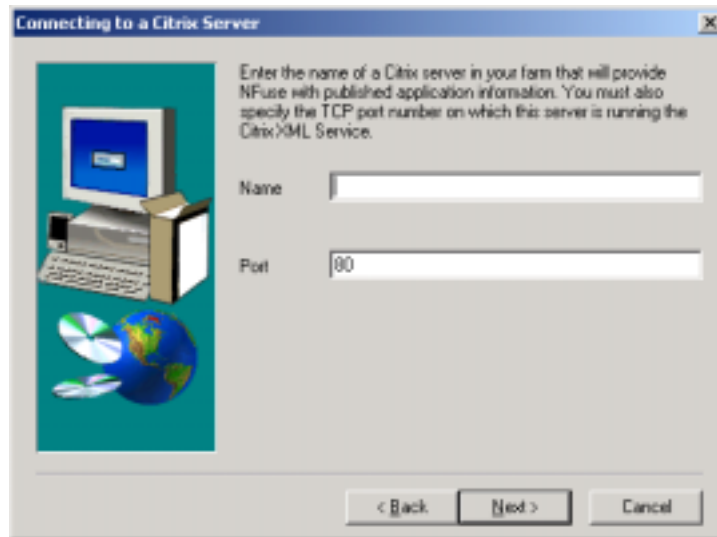 Connecting to a Citrix Server
Enter the name of a Citrix server in your farm that will provide
NFuse with published application information. You must also
specify the TCP port number on which this server is running the
Citrix XML Service.
Name
Port
80
< Back
Next >
Cancel